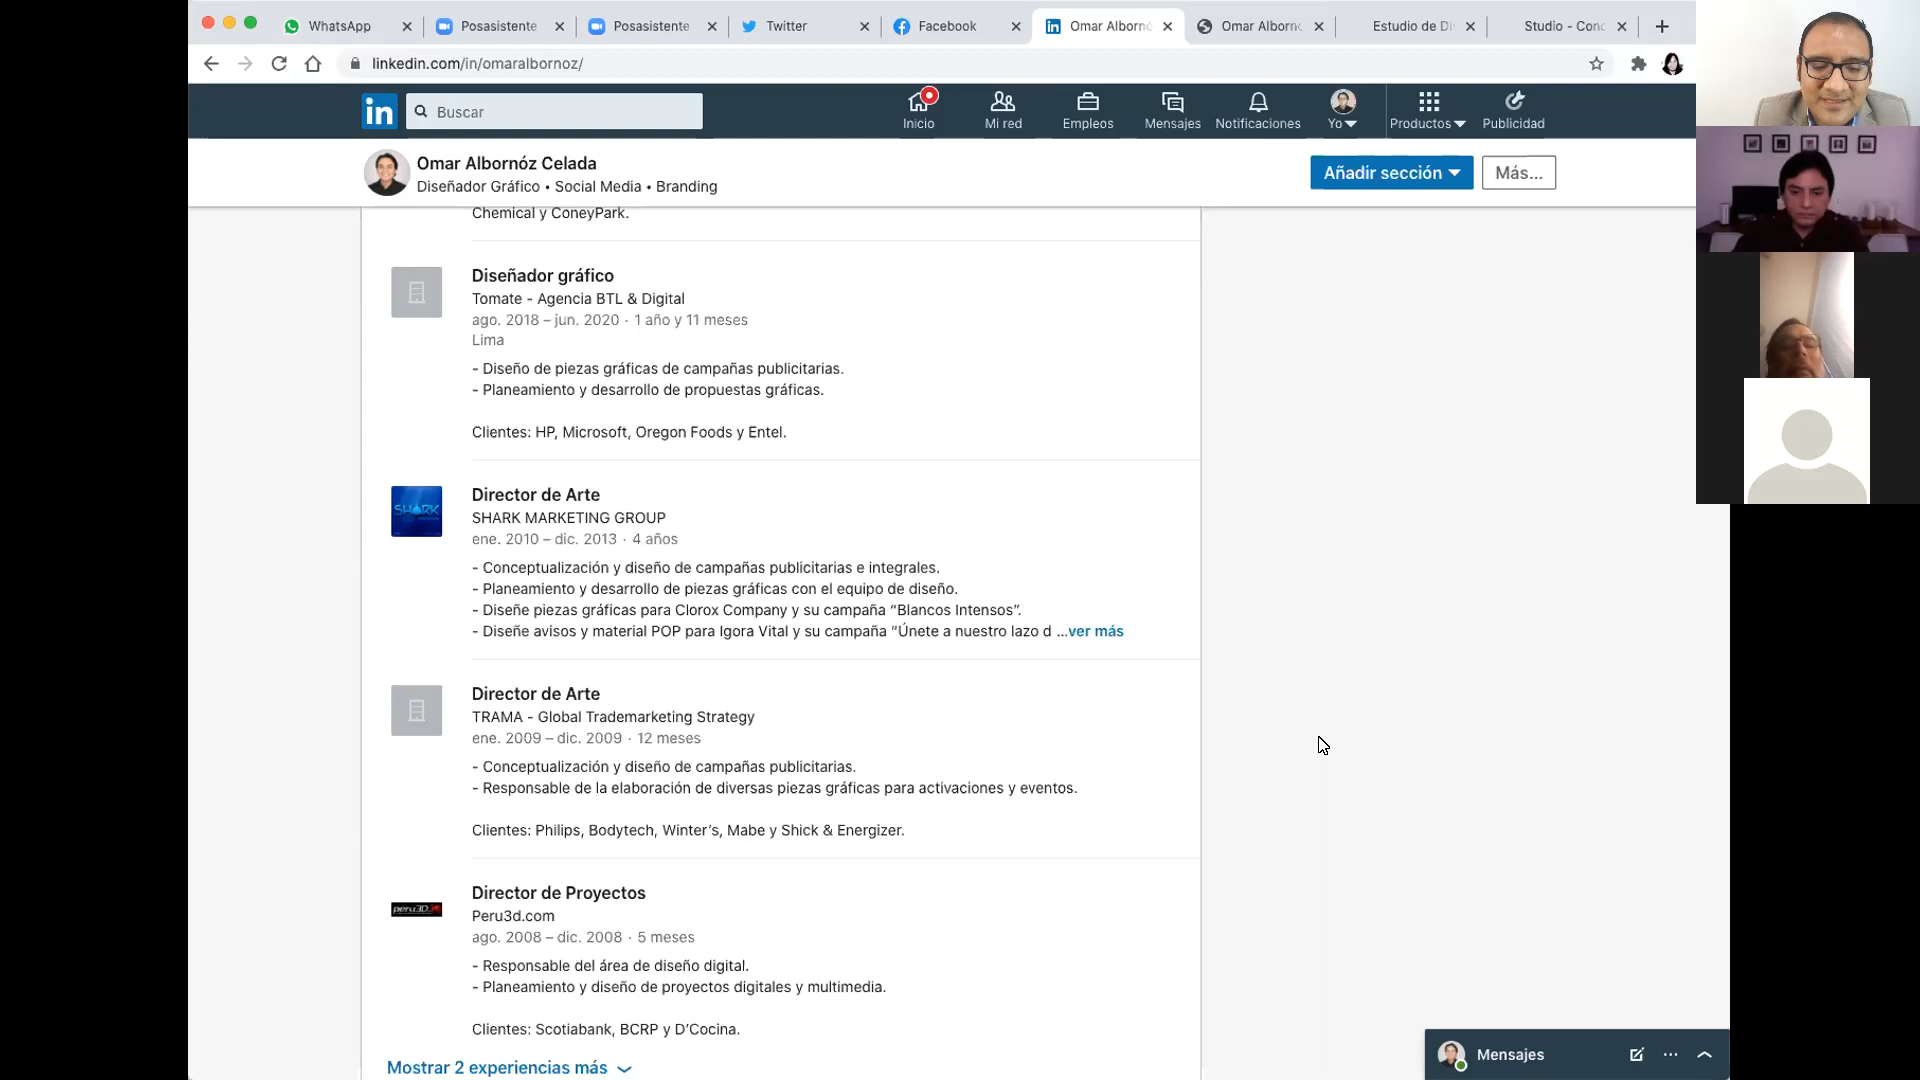 WhatsApp
Posasistente
Posasistente
Twitter
Facebook
Omar Alborno
Omar Alborno
Estudio de Di
Studio - Con
linkedin.com/in/omaralbornoz/
in
Buscar
Inicio
Mi red
Empleos
Mensajes
Notificaciones
Yo
Productos
Publicidad
Omar Albornóz Celada
Diseñador Gráfico • Social Media • Branding
Añadir sección
Más...
Chemical y ConeyPark.
Diseñador gráfico
Tomate - Agencia BTL & Digital
ago. 2018 – jun. 2020 · 1 año y 11 meses
Lima
- Diseño de piezas gráficas de campañas publicitarias.
- Planeamiento y desarrollo de propuestas gráficas.
Clientes: HP, Microsoft, Oregon Foods y Entel.
SHARK
Director de Arte
SHARK MARKETING GROUP
ene. 2010 – dic. 2013 · 4 años
- Conceptualización y diseño de campañas publicitarias e integrales.
- Planeamiento y desarrollo de piezas gráficas con el equipo de diseño.
- Diseñe piezas gráficas para Clorox Company y su campaña “Blancos Intensos”.
- Diseñe avisos y material POP para Igora Vital y su campaña “Únete a nuestro lazo d ...ver más
Director de Arte
TRAMA - Global Trademarketing Strategy
ene. 2009 – dic. 2009 · 12 meses
- Conceptualización y diseño de campañas publicitarias.
- Responsable de la elaboración de diversas piezas gráficas para activaciones y eventos.
Clientes: Philips, Bodytech, Winter’s, Mabe y Shick & Energizer.
peru3D
Director de Proyectos
Peru3d.com
ago. 2008 – dic. 2008 · 5 meses
- Responsable del área de diseño digital.
- Planeamiento y diseño de proyectos digitales y multimedia.
Clientes: Scotiabank, BCRP y D’Cocina.
Mostrar 2 experiencias más
Mensajes